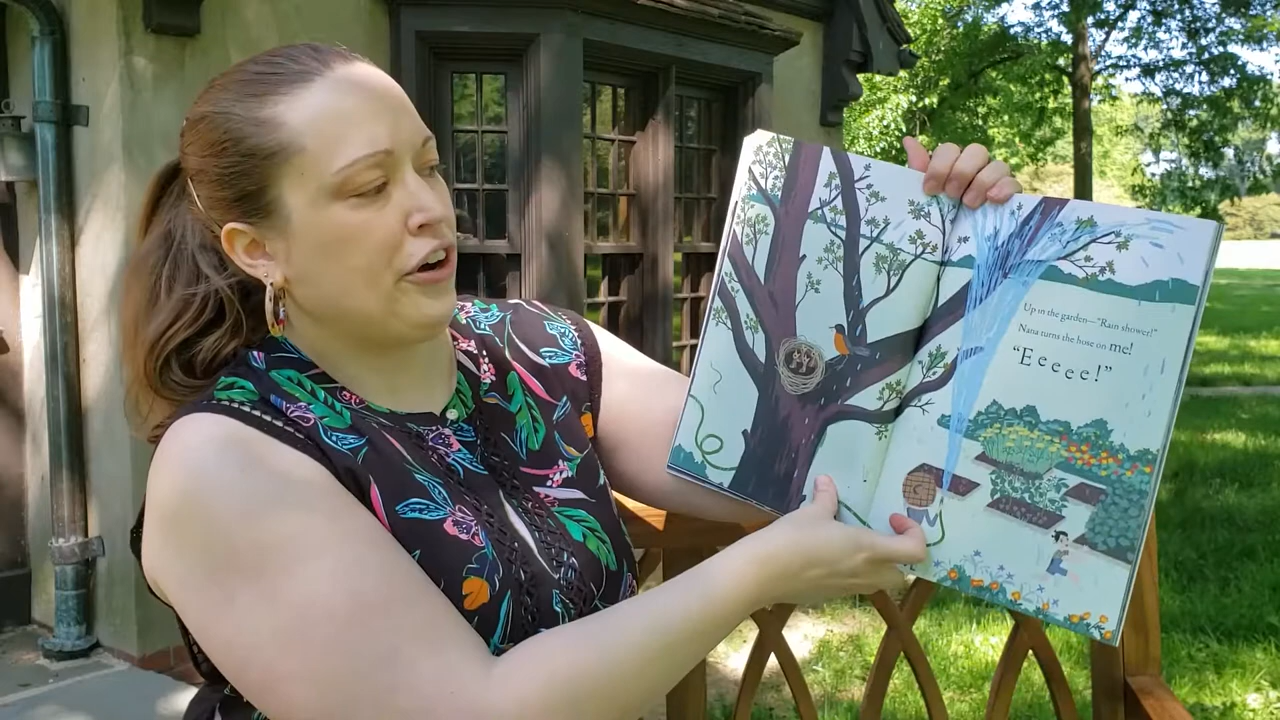 Up in the garden—"Rain shower!"
Nana turns the hose on me!
"Eeeee!"